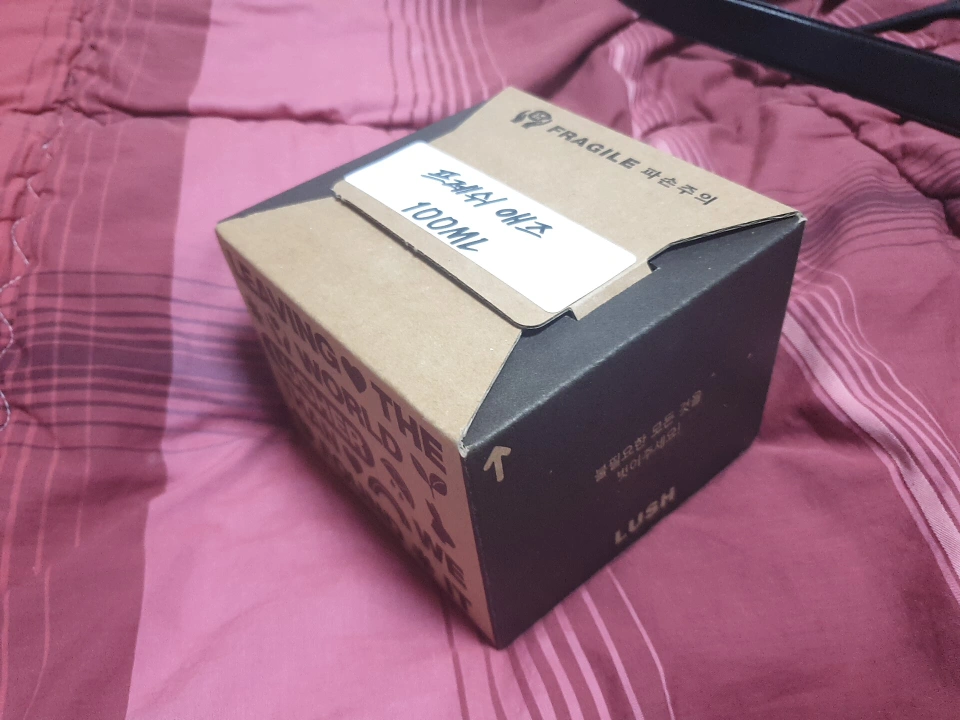 FRAGILE 파손주의
프레쉬 애즈
100ML
LEAVING THE
WORLD
WE
불필요한 모든 것을
벗어주세요!
LUSH